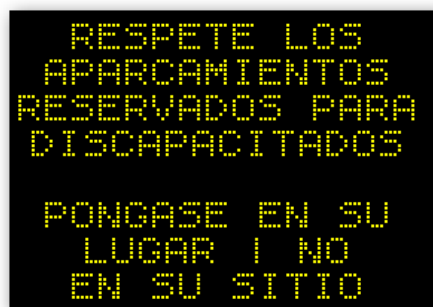 RESPETE LOS
APARCAMIENTOS
RESERVADOS PARA
DISCAPACITADOS
PONGASE EN SU
LUGAR | NO
EN SU SITIO